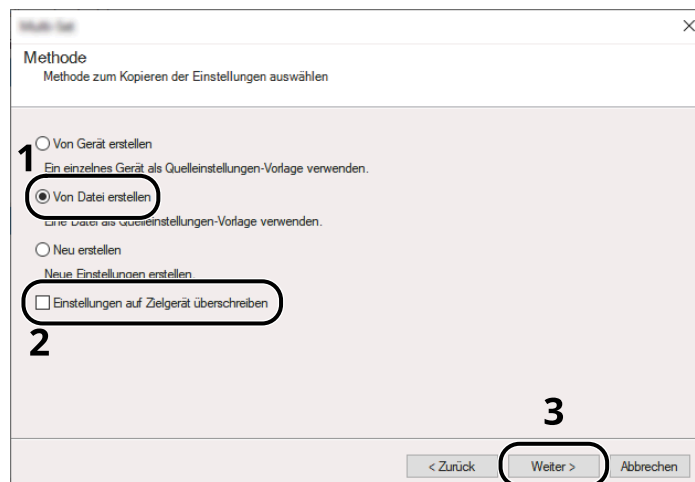 Methode
Methode zum Kopieren der Einstellungen auswählen
1
Von Gerät erstellen
Ein einzelnes Gerät als Quelleinstellungen-Vorlage verwenden.
Von Datei erstellen
Eine Datei als Quelleinstellungen-Vorlage verwenden.
Neu erstellen
Neue Einstellungen erstellen.
Einstellungen auf Zielgerät überschreiben
2
3
< Zurück Weiter > Abbrechen